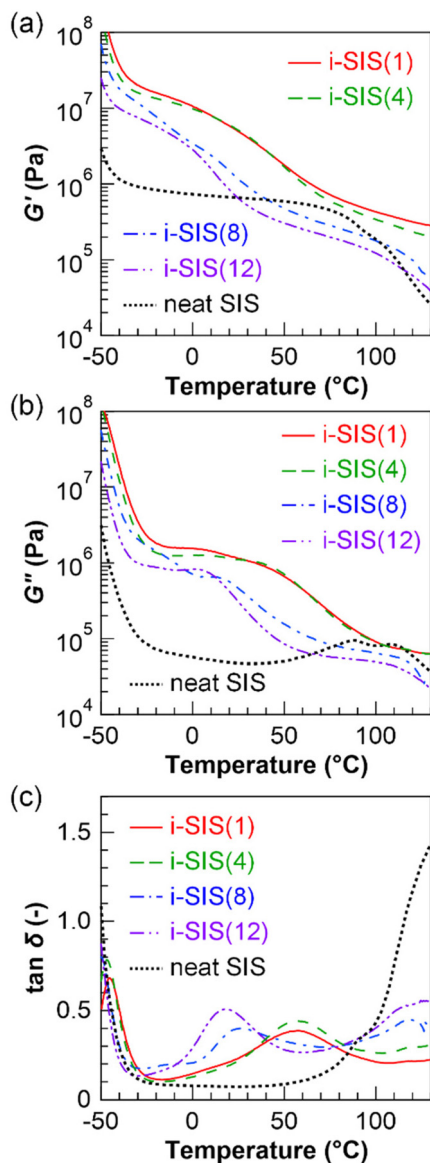 (a)
10⁸
10⁷
10⁶
10⁵
10⁴
G′ (Pa)
i-SIS(1)
i-SIS(4)
i-SIS(8)
i-SIS(12)
neat SIS
-50 0 50 100
Temperature (°C)
(b)
10⁸
10⁷
10⁶
10⁵
10⁴
G″ (Pa)
i-SIS(1)
i-SIS(4)
i-SIS(8)
i-SIS(12)
neat SIS
-50 0 50 100
Temperature (°C)
(c)
1.5
1.0
0.5
0
tan δ (-)
i-SIS(1)
i-SIS(4)
i-SIS(8)
i-SIS(12)
neat SIS
-50 0 50 100
Temperature (°C)